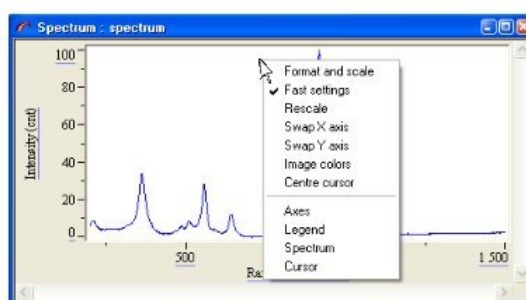 Spectrum : spectrum
100
80
60
40
20
0
Intensity (cnt)
Format and scale
Fast settings
Rescale
Swap X axis
Swap Y axis
Image colors
Centre cursor
Axes
Legend
Spectrum
Cursor
500
1 500